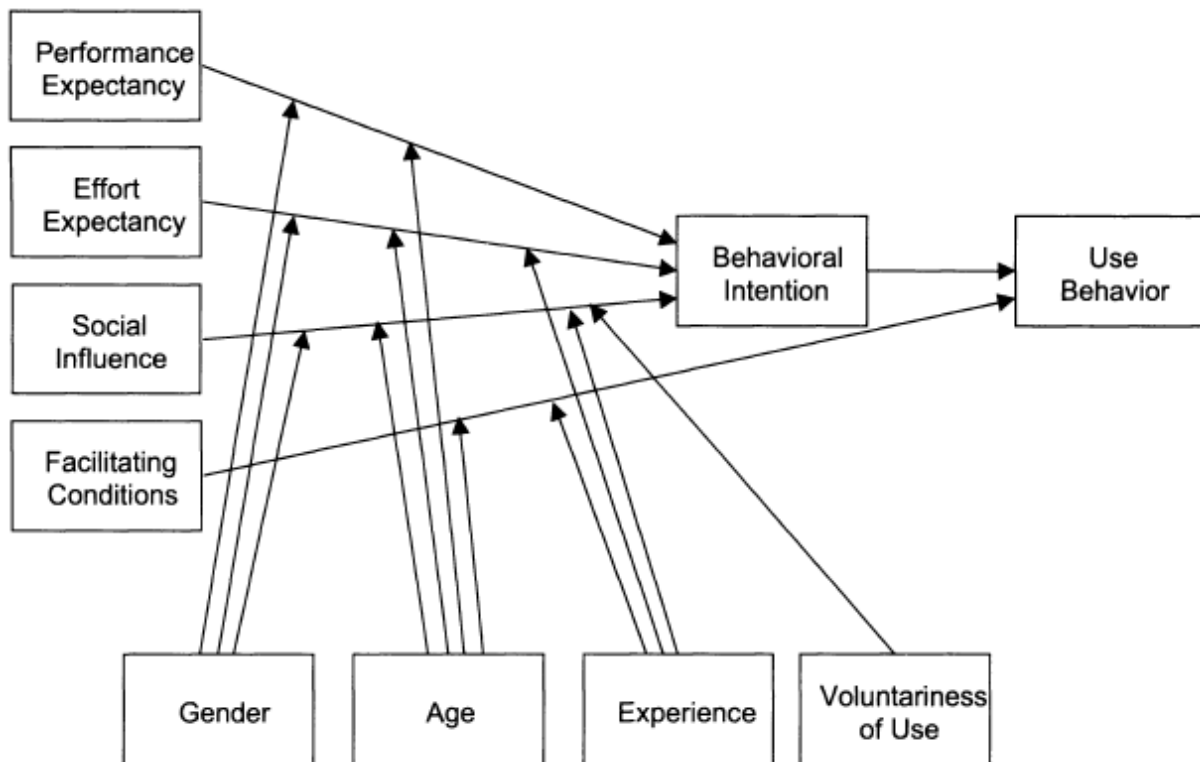 Performance
Expectancy
Effort
Expectancy
Social
Influence
Facilitating
Conditions
Behavioral
Intention
Use
Behavior
Gender
Age
Experience
Voluntariness
of Use